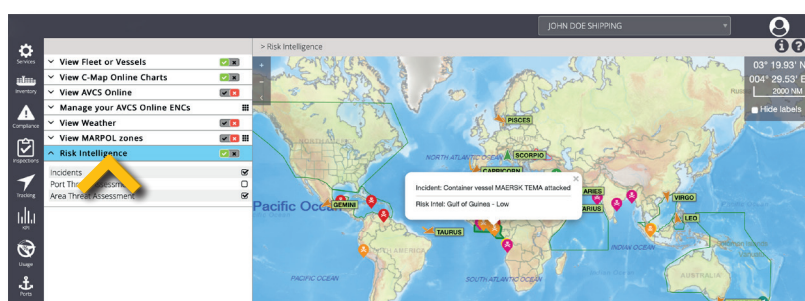 JOHN DOE SHIPPING
Services
Inventory
Compliance
Inspections
Tracking
KPI
Usage
Ports
View Fleet or Vessels
View C-Map Online Charts
View AVCS Online
Manage your AVCS Online ENCs
View Weather
View MARPOL zones
Risk Intelligence
Incidents
Port Th
Area Threat Assessment
> Risk Intelligence
03° 19.93' N
004° 29.53' E
2000 NM
Hide labels
PISCES
NORTH ATLANTIC OCEAN
SCORPIO
CAPRICORN
Incident: Container vessel MAERSK TEMA attacked
Risk Intel: Gulf of Guinea - Low
ARIES
VIRGO
Pacific Oc
GEMINI
LEO
TAURUS
INDIAN OCEAN
PACIFIC OCEAN
SOUTH ATLANTIC OCEAN
AUSTRALIA